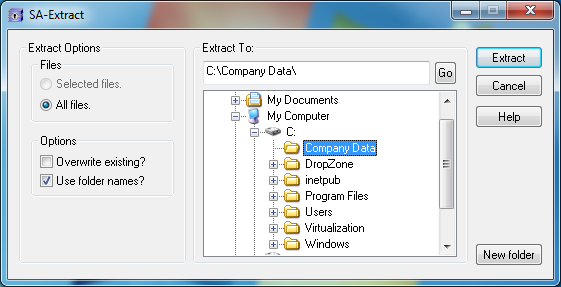 SA-Extract
Extract Options
Files
Selected files.
All files.
Options
Overwrite existing?
Use folder names?
Extract To:
C:\Company Data\
Go
My Documents
My Computer
C:
Company Data
DropZone
inetpub
Program Files
Users
Virtualization
Windows
Extract
Cancel
Help
New folder